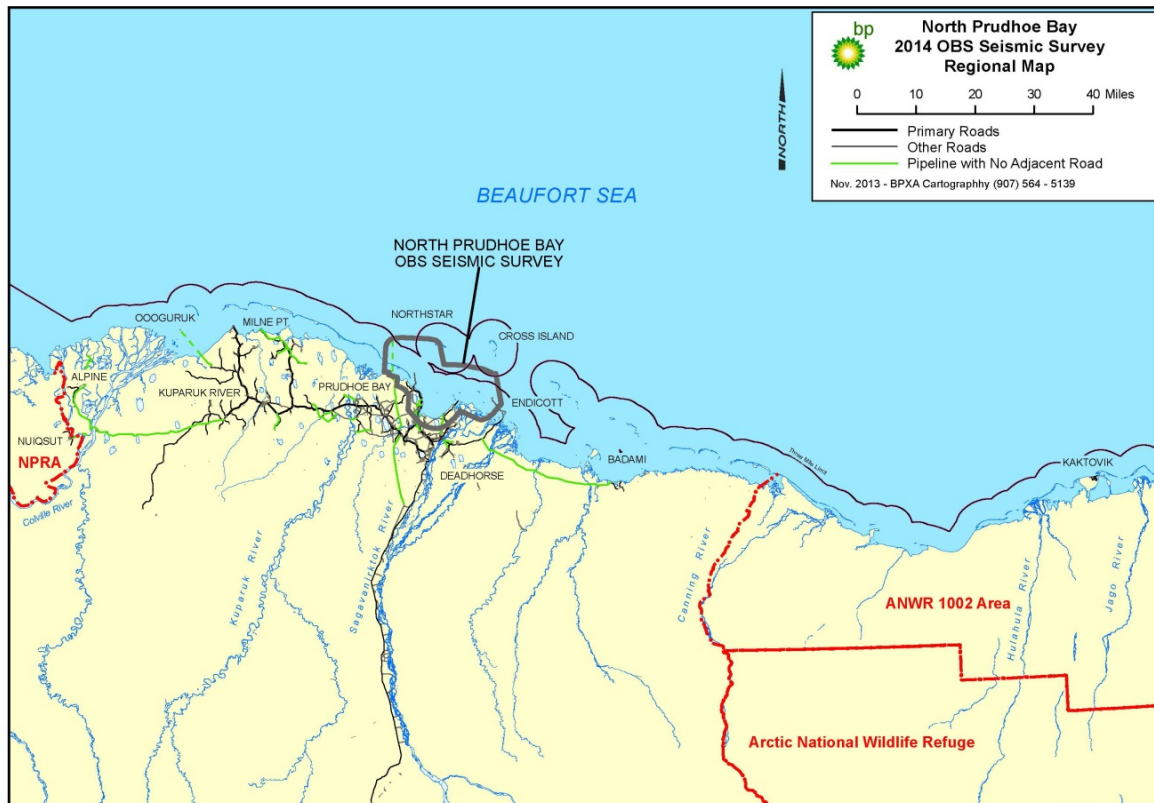 bp
North Prudhoe Bay
2014 OBS Seismic Survey
Regional Map
0 10 20 30 40 Miles
Primary Roads
Other Roads
Pipeline with No Adjacent Road
Nov. 2013 - BPXA Cartographhy (907) 564 - 5139
NORTH
BEAUFORT SEA
NORTH PRUDHOE BAY
OBS SEISMIC SURVEY
NORTHSTAR
OOOGURUK
MILNE PT.
CROSS ISLAND
ALPINE
KUPARUK RIVER
PRUDHOE BAY
ENDICOTT
NUIQSUT
NPRA
Colville River
DEADHORSE
BADAMI
Three Mile Limit
KAKTOVIK
Kuparuk River
Sagavanirktok River
Canning River
Hulahula River
Jago River
ANWR 1002 Area
Arctic National Wildlife Refuge